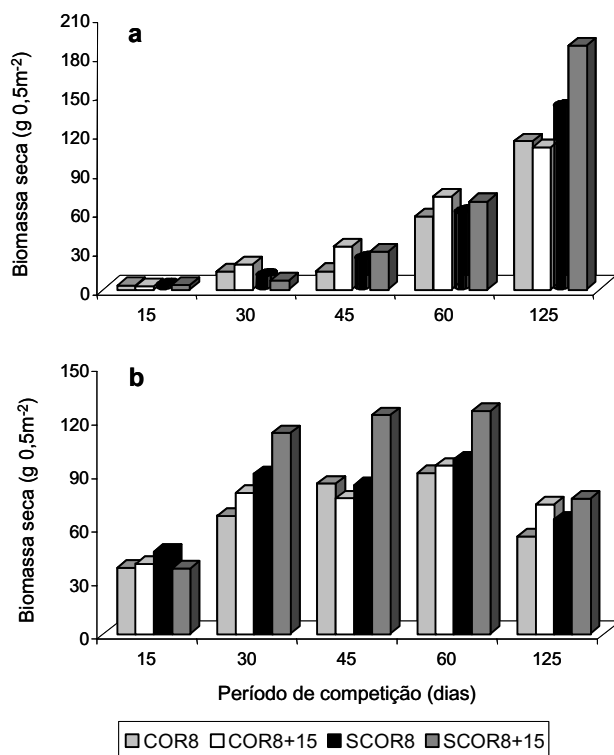 a
Biomassa seca (g 0,5m⁻²)
210
180
150
120
90
60
30
0
15 30 45 60 125
b
Biomassa seca (g 0,5m⁻²)
150
120
90
60
30
0
15 30 45 60 125
Período de competição (dias)
COR8 COR8+15 SCOR8 SCOR8+15